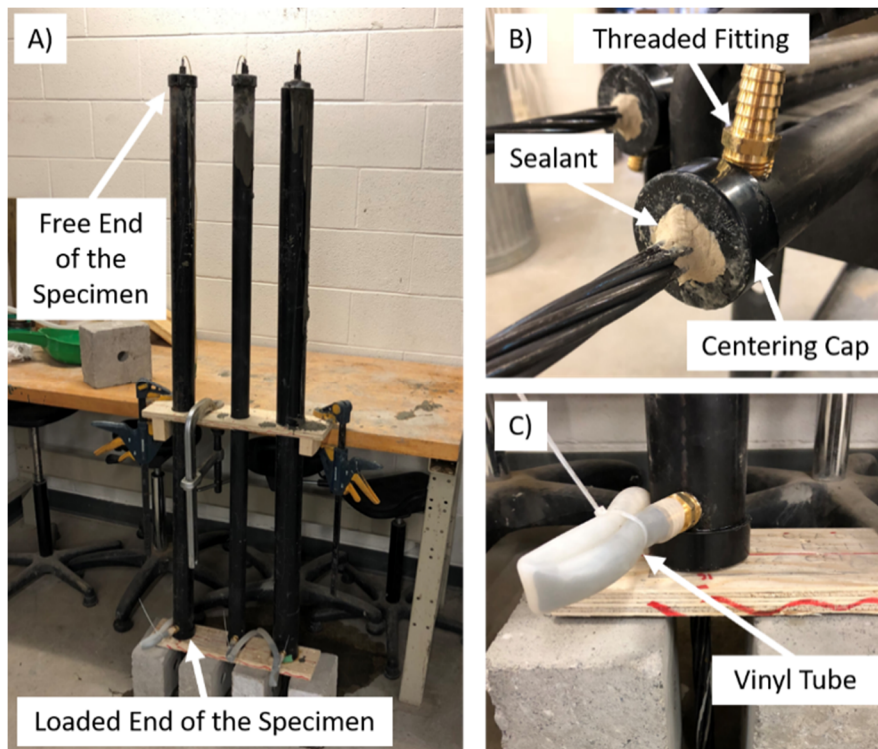 A)
Free End
of the
Specimen
Loaded End of the Specimen
B)
Threaded Fitting
Sealant
Centering Cap
C)
Vinyl Tube